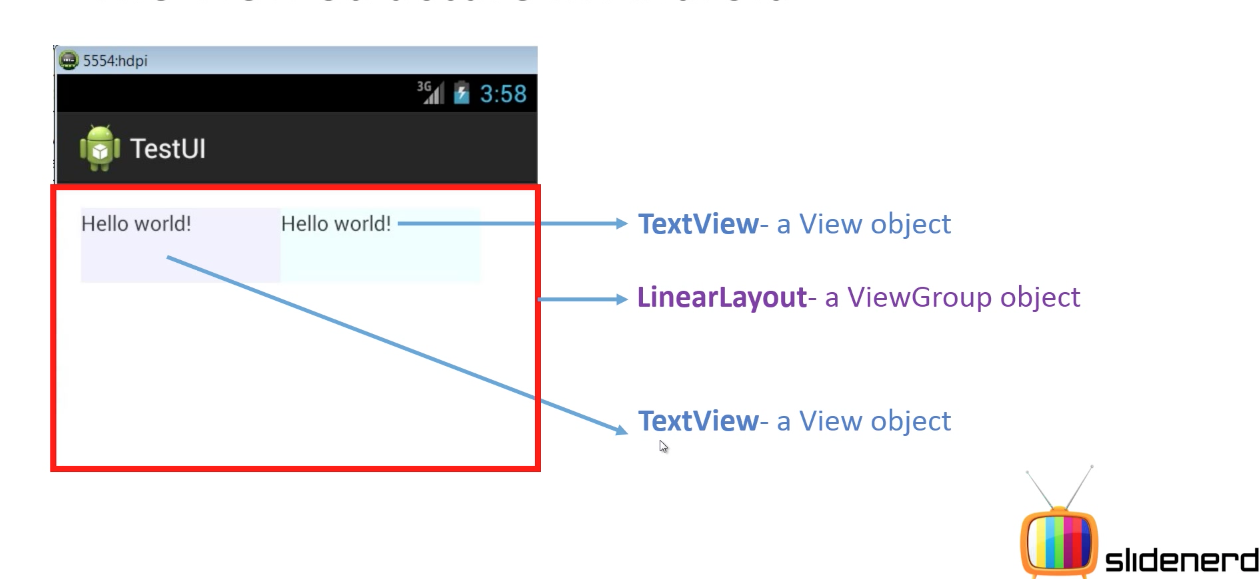 5554:hdpi
3G 3:58
TestUI
Hello world! Hello world! TextView- a View object
LinearLayout- a ViewGroup object
TextView- a View object
slidenerd